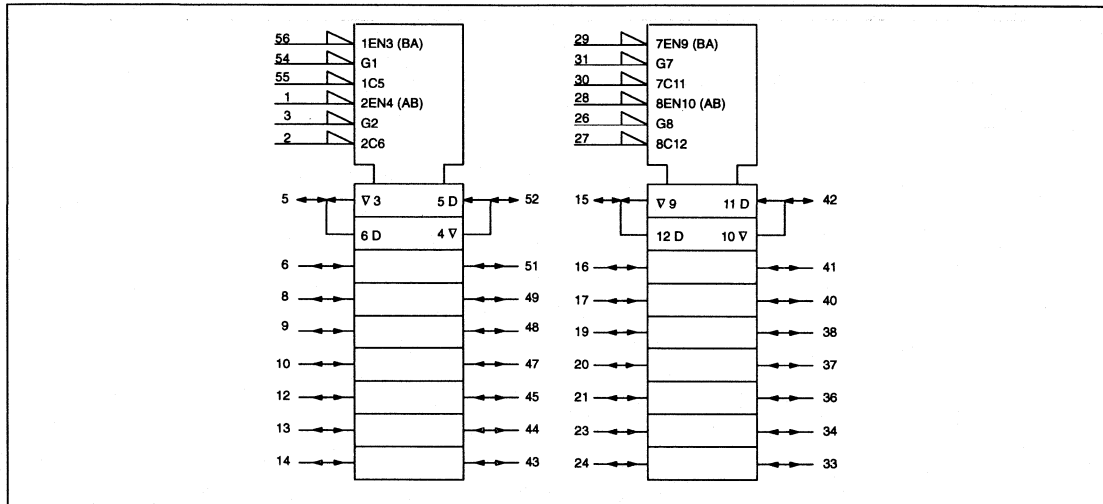 56 1EN3 (BA) 29 7EN9 (BA)
54 G1 31 G7
55 1C5 30 7C11
1 2EN4 (AB) 28 8EN10 (AB)
3 G2 26 G8
2 2C6 27 8C12
5 ∇ 3 5 D 52 15 ∇ 9 11 D 42
6 D 4 ∇ 12 D 10 ∇
6 51 16 41
8 49 17 40
9 48 19 38
10 47 20 37
12 45 21 36
13 44 23 34
14 43 24 33